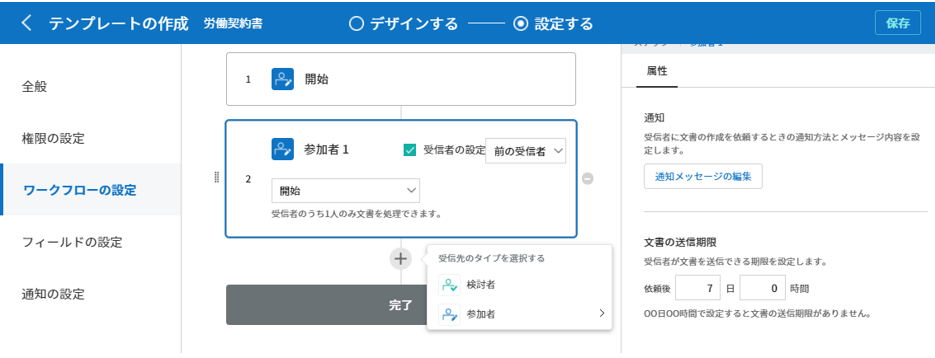 テンプレートの作成 労働契約書 デザインする 設定する 保存
全般
権限の設定
ワークフローの設定
フィールドの設定
通知の設定
1 開始
2 参加者 1 受信者の設定 前の受信者
開始
受信者のうち1人のみ文書を処理できます。
受信先のタイプを選択する
検討者
参加者
完了
属性
通知
受信者に文書の作成を依頼するときの通知方法とメッセージ内容を設
定します。
通知メッセージの編集
文書の送信期限
受信者が文書を送信できる期限を設定します。
依頼後 7 日 0 時間
00日00時間で設定すると文書の送信期限がありません。